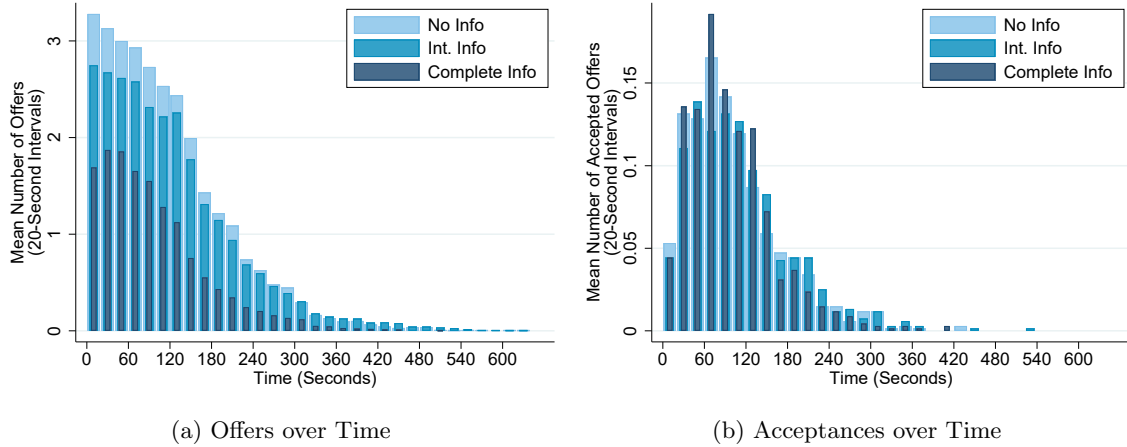 Mean Number of Offers
(20-Second Intervals)
3
2
1
0
No Info
Int. Info
Complete Info
0 60 120 180 240 300 360 420 480 540 600
Time (Seconds)
(a) Offers over Time
Mean Number of Accepted Offers
(20-Second Intervals)
0.15
0.1
0.05
0
No Info
Int. Info
Complete Info
0 60 120 180 240 300 360 420 480 540 600
Time (Seconds)
(b) Acceptances over Time